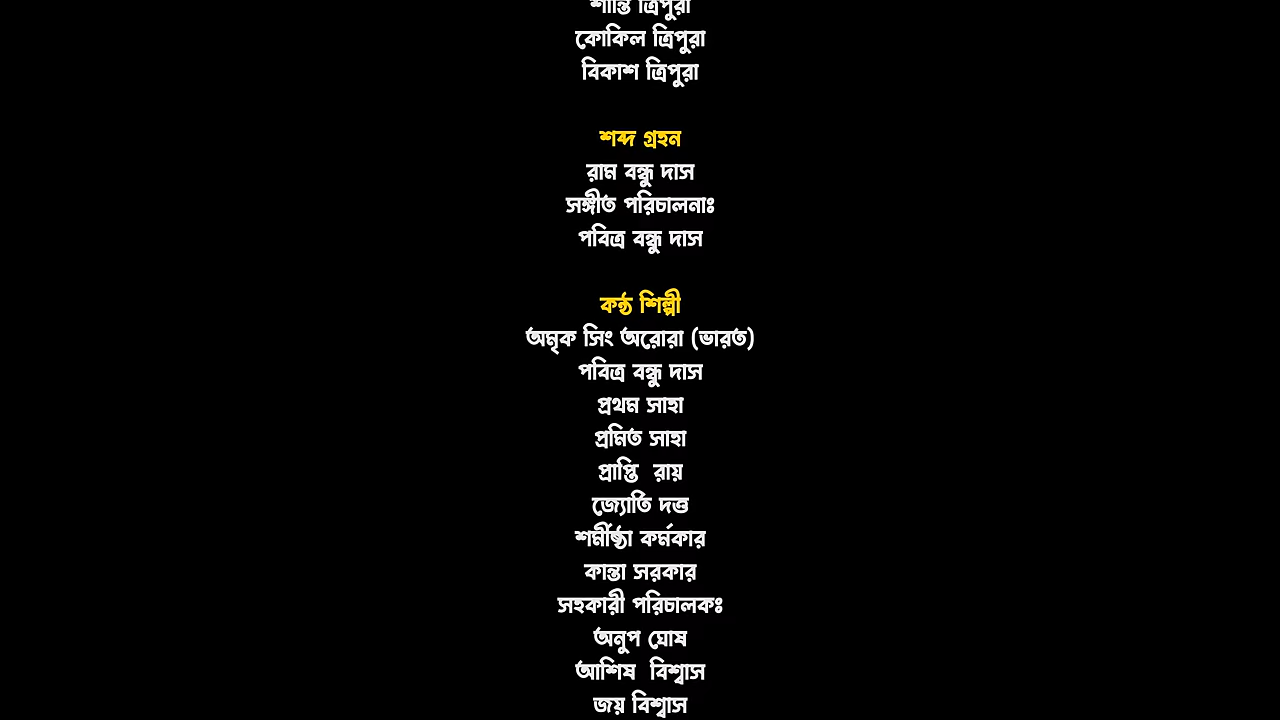 শান্তি ত্রিপুরা
কোকিল ত্রিপুরা
বিকাশ ত্রিপুরা
শব্দ গ্রহন
রাম বন্ধু দাস
সঙ্গীত পরিচালনাঃ
পবিত্র বন্ধু দাস
কন্ঠ শিল্পী
অমৃক সিং অরোরা (ভারত)
পবিত্র বন্ধু দাস
প্রথম সাহা
প্রমিত সাহা
প্রাপ্তি রায়
জ্যোতি দত্ত
শর্মীষ্ঠা কর্মকার
কান্তা সরকার
সহকারী পরিচালকঃ
অনুপ ঘোষ
আশিষ বিশ্বাস
জয় বিশ্বাস